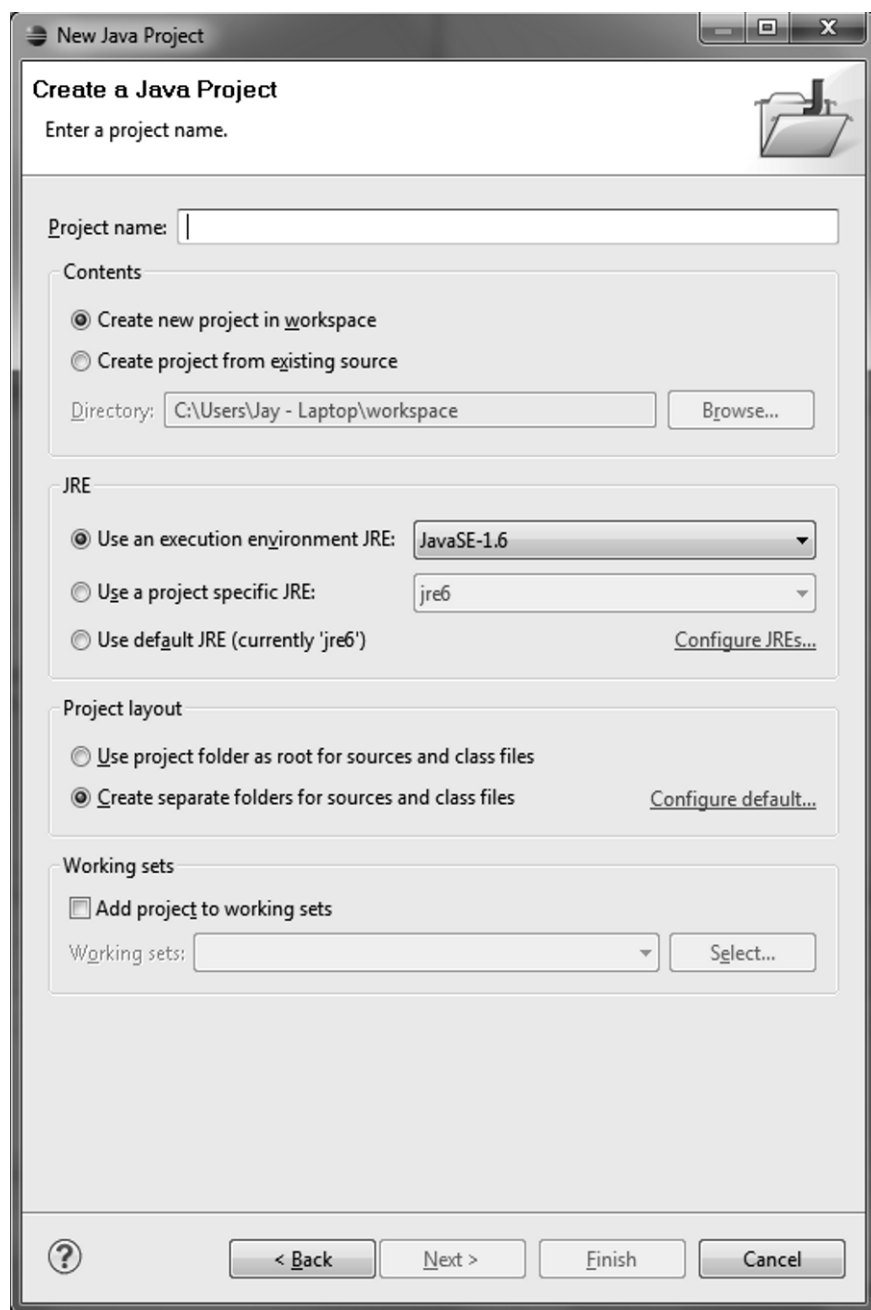 New Java Project
Create a Java Project
Enter a project name.
Project name:
Contents
Create new project in workspace
Create project from existing source
Directory: C:\Users\Jay - Laptop\workspace Browse...
JRE
Use an execution environment JRE: JavaSE-1.6
Use a project specific JRE: jre6
Use default JRE (currently 'jre6') Configure JREs...
Project layout
Use project folder as root for sources and class files
Create separate folders for sources and class files Configure default...
Working sets
Add project to working sets
Working sets: Select...
? < Back Next > Finish Cancel